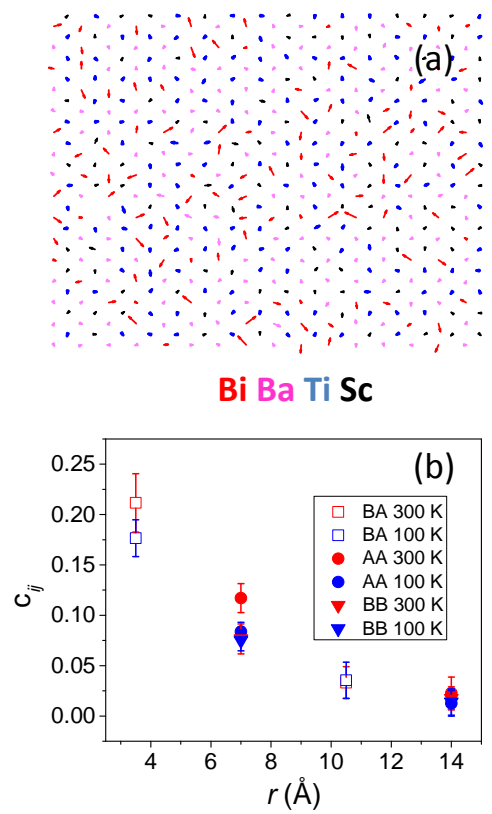 (a)
Bi Ba Ti Sc
(b)
0.25
0.20
0.15
0.10
0.05
0.00
c_ij
BA 300 K
BA 100 K
AA 300 K
AA 100 K
BB 300 K
BB 100 K
4 6 8 10 12 14
r (Å)